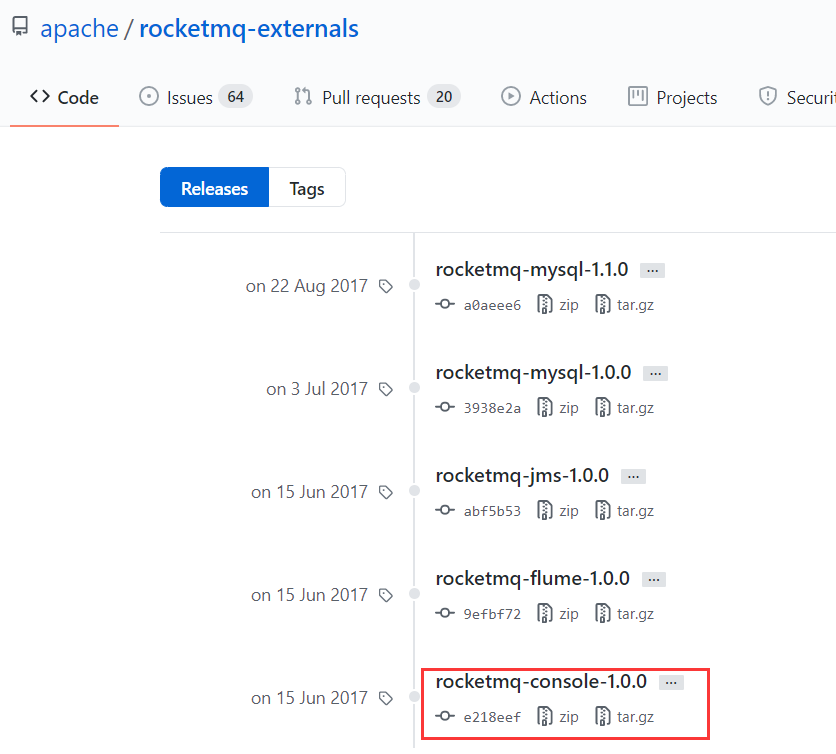 apache / rocketmq-externals
Code Issues 64 Pull requests 20 Actions Projects Securit
Releases Tags
rocketmq-mysql-1.1.0 ...
on 22 Aug 2017
a0aeee6 zip tar.gz
rocketmq-mysql-1.0.0 ...
on 3 Jul 2017
3938e2a zip tar.gz
rocketmq-jms-1.0.0 ...
on 15 Jun 2017
abf5b53 zip tar.gz
rocketmq-flume-1.0.0 ...
on 15 Jun 2017
9efbf72 zip tar.gz
rocketmq-console-1.0.0 ...
on 15 Jun 2017
e218eef zip tar.gz